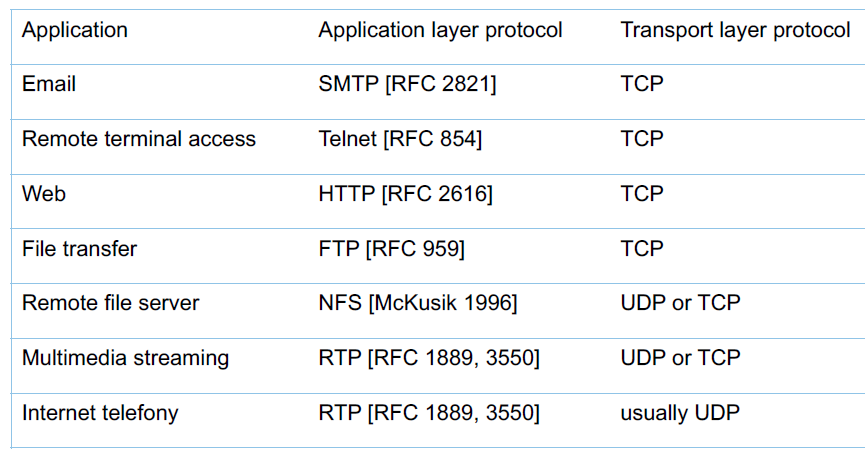 Application Application layer protocol Transport layer protocol
Email SMTP [RFC 2821] TCP
Remote terminal access Telnet [RFC 854] TCP
Web HTTP [RFC 2616] TCP
File transfer FTP [RFC 959] TCP
Remote file server NFS [McKusik 1996] UDP or TCP
Multimedia streaming RTP [RFC 1889, 3550] UDP or TCP
Internet telefony RTP [RFC 1889, 3550] usually UDP